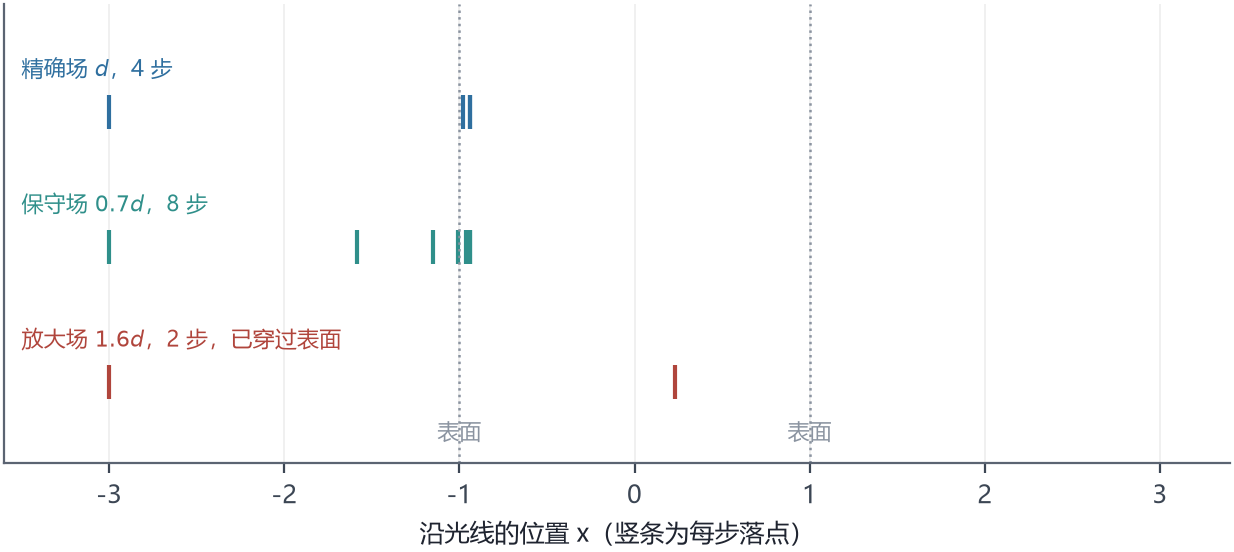 精确场 d，4 步
保守场 0.7d，8 步
放大场 1.6d，2 步，已穿过表面
表面 表面
-3 -2 -1 0 1 2 3
沿光线的位置 x（竖条为每步落点）